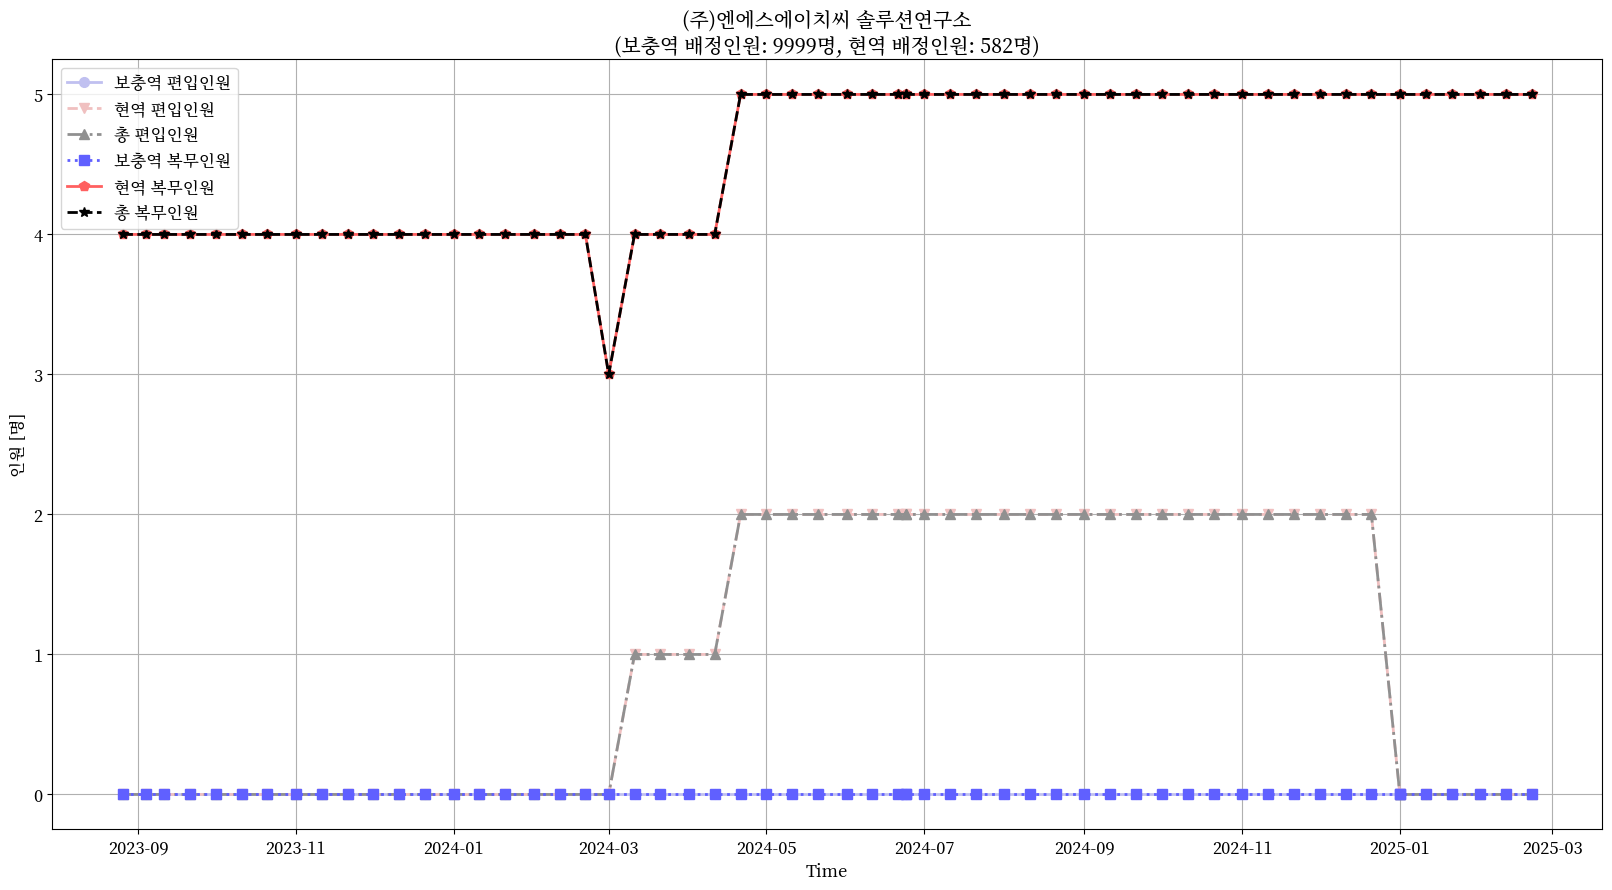 (주)엔에스에이치씨 솔루션연구소
(보충역 배정인원: 9999명, 현역 배정인원: 582명)
보충역 편입인원
현역 편입인원
총 편입인원
보충역 복무인원
현역 복무인원
총 복무인원
5
4
3
2
1
0
인원 [명]
2023-09
2023-11
2024-01
2024-03
2024-05
2024-07
2024-09
2024-11
2025-01
2025-03
Time